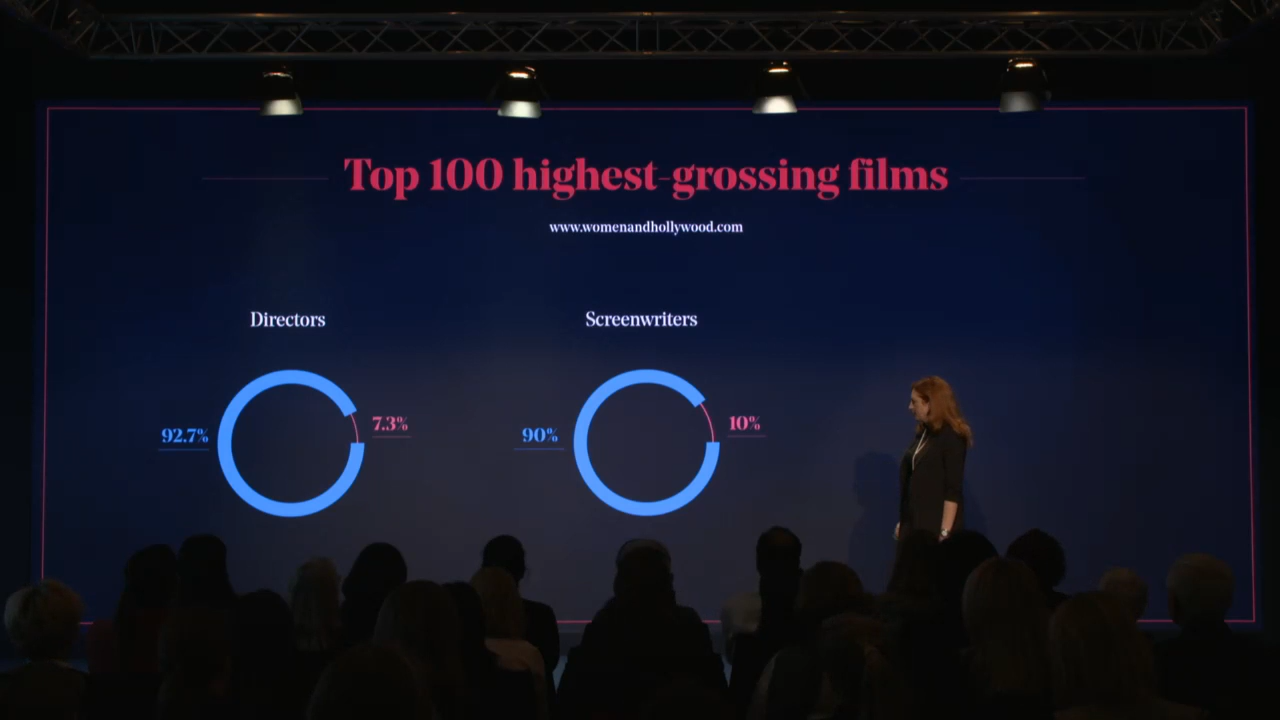 Top 100 highest-grossing films
www.womenandhollywood.com
Directors
Screenwriters
92.7%
7.3%
90%
10%